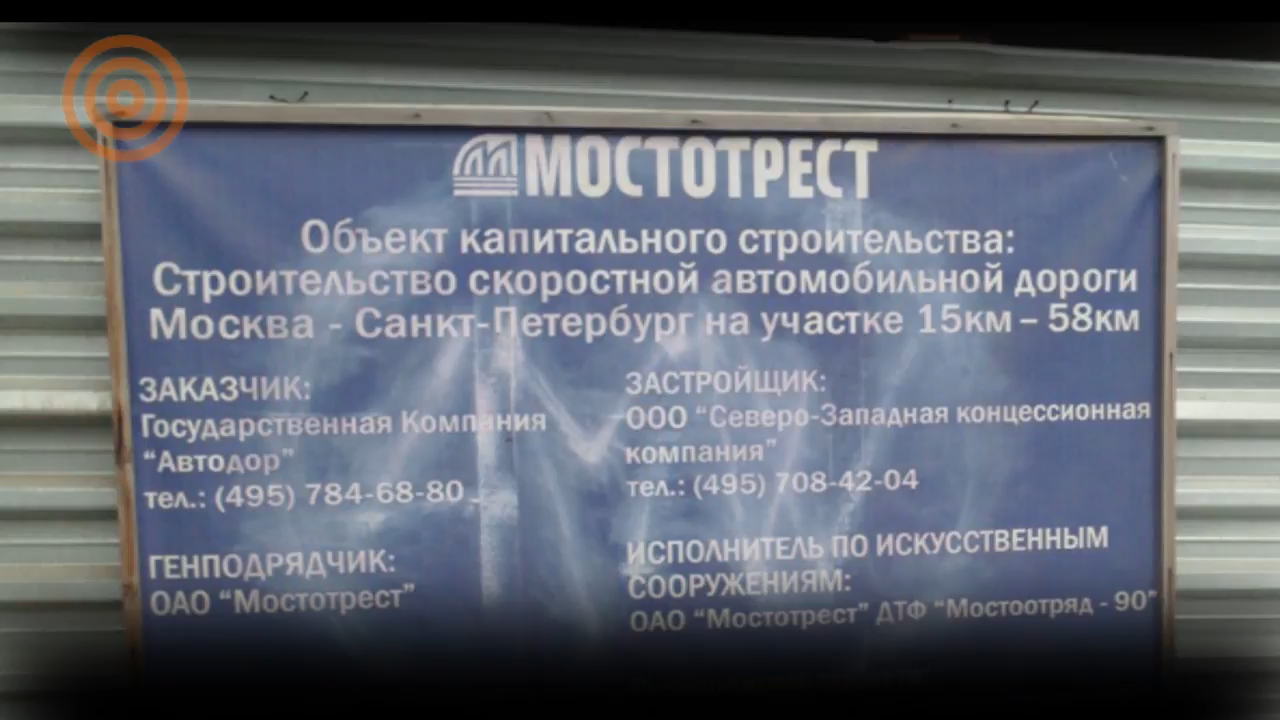 МОСТОТРЕСТ
Объект капитального строительства:
Строительство скоростной автомобильной дороги
Москва - Санкт-Петербург на участке 15км – 58км
ЗАКАЗЧИК:
Государственная Компания
“Автодор”
тел.: (495) 784-68-80
ЗАСТРОЙЩИК:
ООО “Северо-Западная концессионная
компания”
тел.: (495) 708-42-04
ГЕНПОДРЯДЧИК:
ОАО “Мостотрест”
ИСПОЛНИТЕЛЬ ПО ИСКУССТВЕННЫМ
СООРУЖЕНИЯМ:
ОАО “Мостотрест” ДТФ “Мостоотряд - 90”